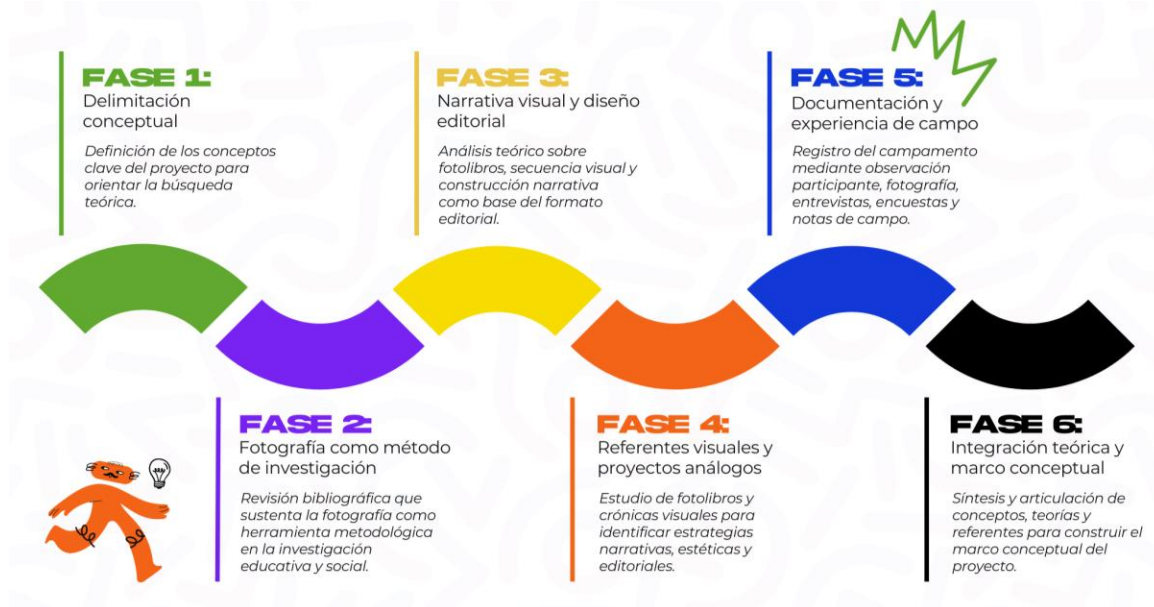 FASE 1:
Delimitación
conceptual
Definición de los conceptos
clave del proyecto para
orientar la búsqueda
teórica.
FASE 2:
Fotografía como método
de investigación
Revisión bibliográfica que
sustenta la fotografía como
herramienta metodológica
en la investigación
educativa y social.
FASE 3:
Narrativa visual y diseño
editorial
Análisis teórico sobre
fotolibros, secuencia visual y
construcción narrativa
como base del formato
editorial.
FASE 4:
Referentes visuales y
proyectos análogos
Estudio de fotolibros y
crónicas visuales para
identificar estrategias
narrativas, estéticas y
editoriales.
FASE 5:
Documentación y
experiencia de campo
Registro del campamento
mediante observación
participante, fotografía,
entrevistas, encuestas y
notas de campo.
FASE 6:
Integración teórica y
marco conceptual
Síntesis y articulación de
conceptos, teorías y
referentes para construir el
marco conceptual del
proyecto.